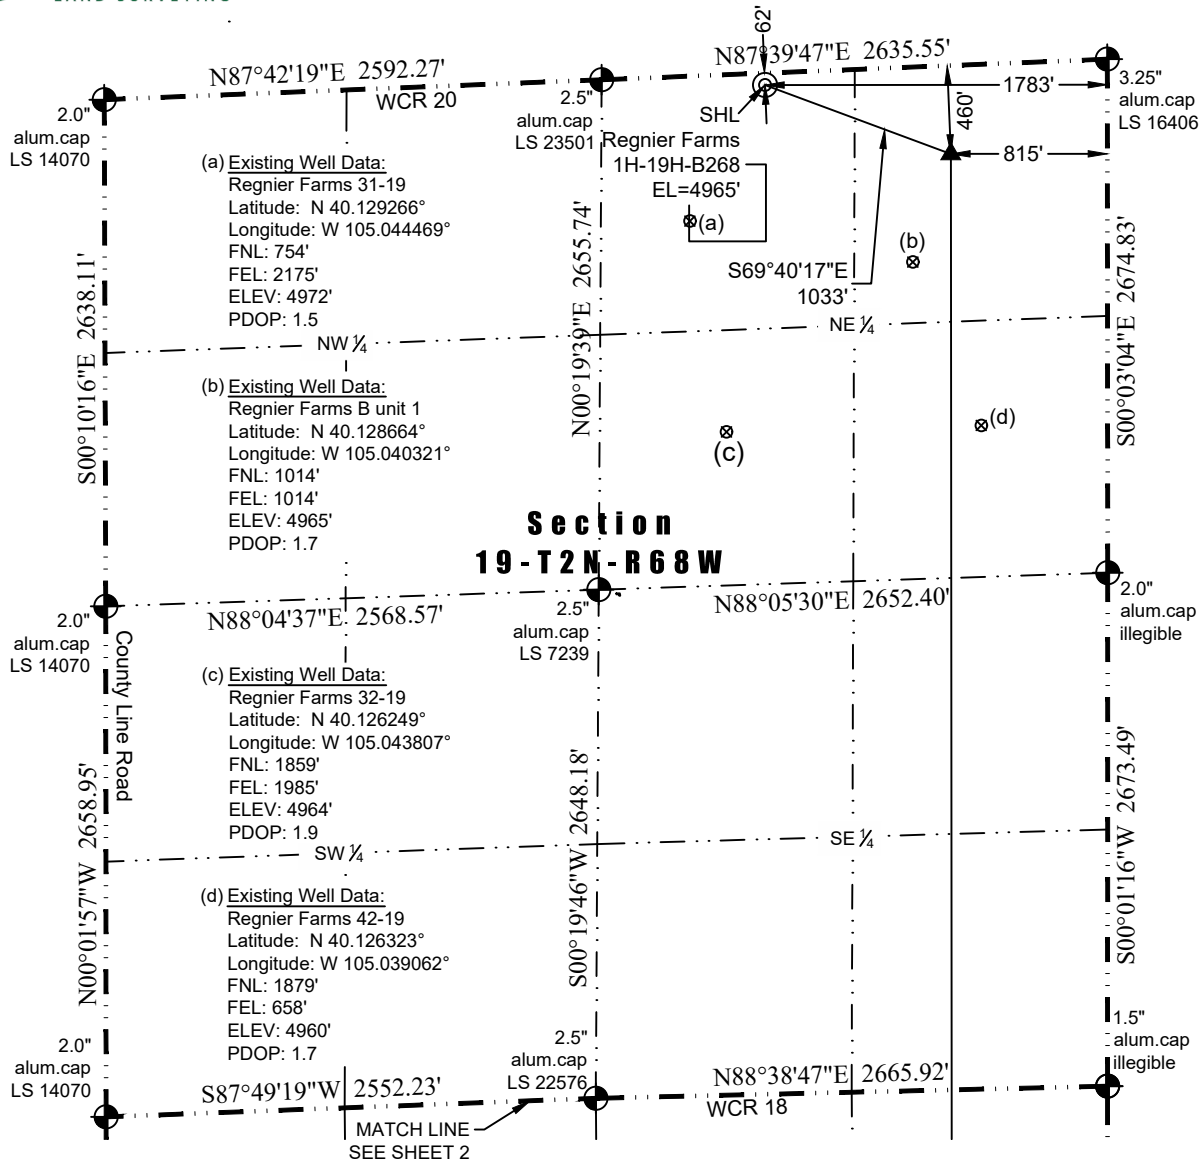 62'
N87°42'19"E 2592.27'
N87°39'47"E 2635.55'
WCR 20
2.0"
alum.cap
LS 14070
2.5"
alum.cap
LS 23501
SHL
Regnier Farms
1H-19H-B268
EL=4965'
1783'
460'
815'
3.25"
alum.cap
LS 16406
(a) Existing Well Data:
Regnier Farms 31-19
Latitude: N 40.129266°
Longitude: W 105.044469°
FNL: 754'
FEL: 2175'
ELEV: 4972'
PDOP: 1.5
(a)
(b)
S69°40'17"E
1033'
S00°10'16"E 2638.11'
N00°19'39"E 2655.74'
S00°03'04"E 2674.83'
NW ¼
NE ¼
(b) Existing Well Data:
Regnier Farms B unit 1
Latitude: N 40.128664°
Longitude: W 105.040321°
FNL: 1014'
FEL: 1014'
ELEV: 4965'
PDOP: 1.7
(c)
(d)
Section
19-T2N-R68W
N88°04'37"E 2568.57'
N88°05'30"E 2652.40'
2.0"
alum.cap
LS 14070
2.5"
alum.cap
LS 7239
2.0"
alum.cap
illegible
County Line Road
(c) Existing Well Data:
Regnier Farms 32-19
Latitude: N 40.126249°
Longitude: W 105.043807°
FNL: 1859'
FEL: 1985'
ELEV: 4964'
PDOP: 1.9
N00°01'57"W 2658.95'
S00°19'46"W 2648.18'
S00°01'16"W 2673.49'
SW ¼
SE ¼
(d) Existing Well Data:
Regnier Farms 42-19
Latitude: N 40.126323°
Longitude: W 105.039062°
FNL: 1879'
FEL: 658'
ELEV: 4960'
PDOP: 1.7
2.0"
alum.cap
LS 14070
2.5"
alum.cap
LS 22576
1.5"
alum.cap
illegible
S87°49'19"W 2552.23'
N88°38'47"E 2665.92'
WCR 18
MATCH LINE
SEE SHEET 2